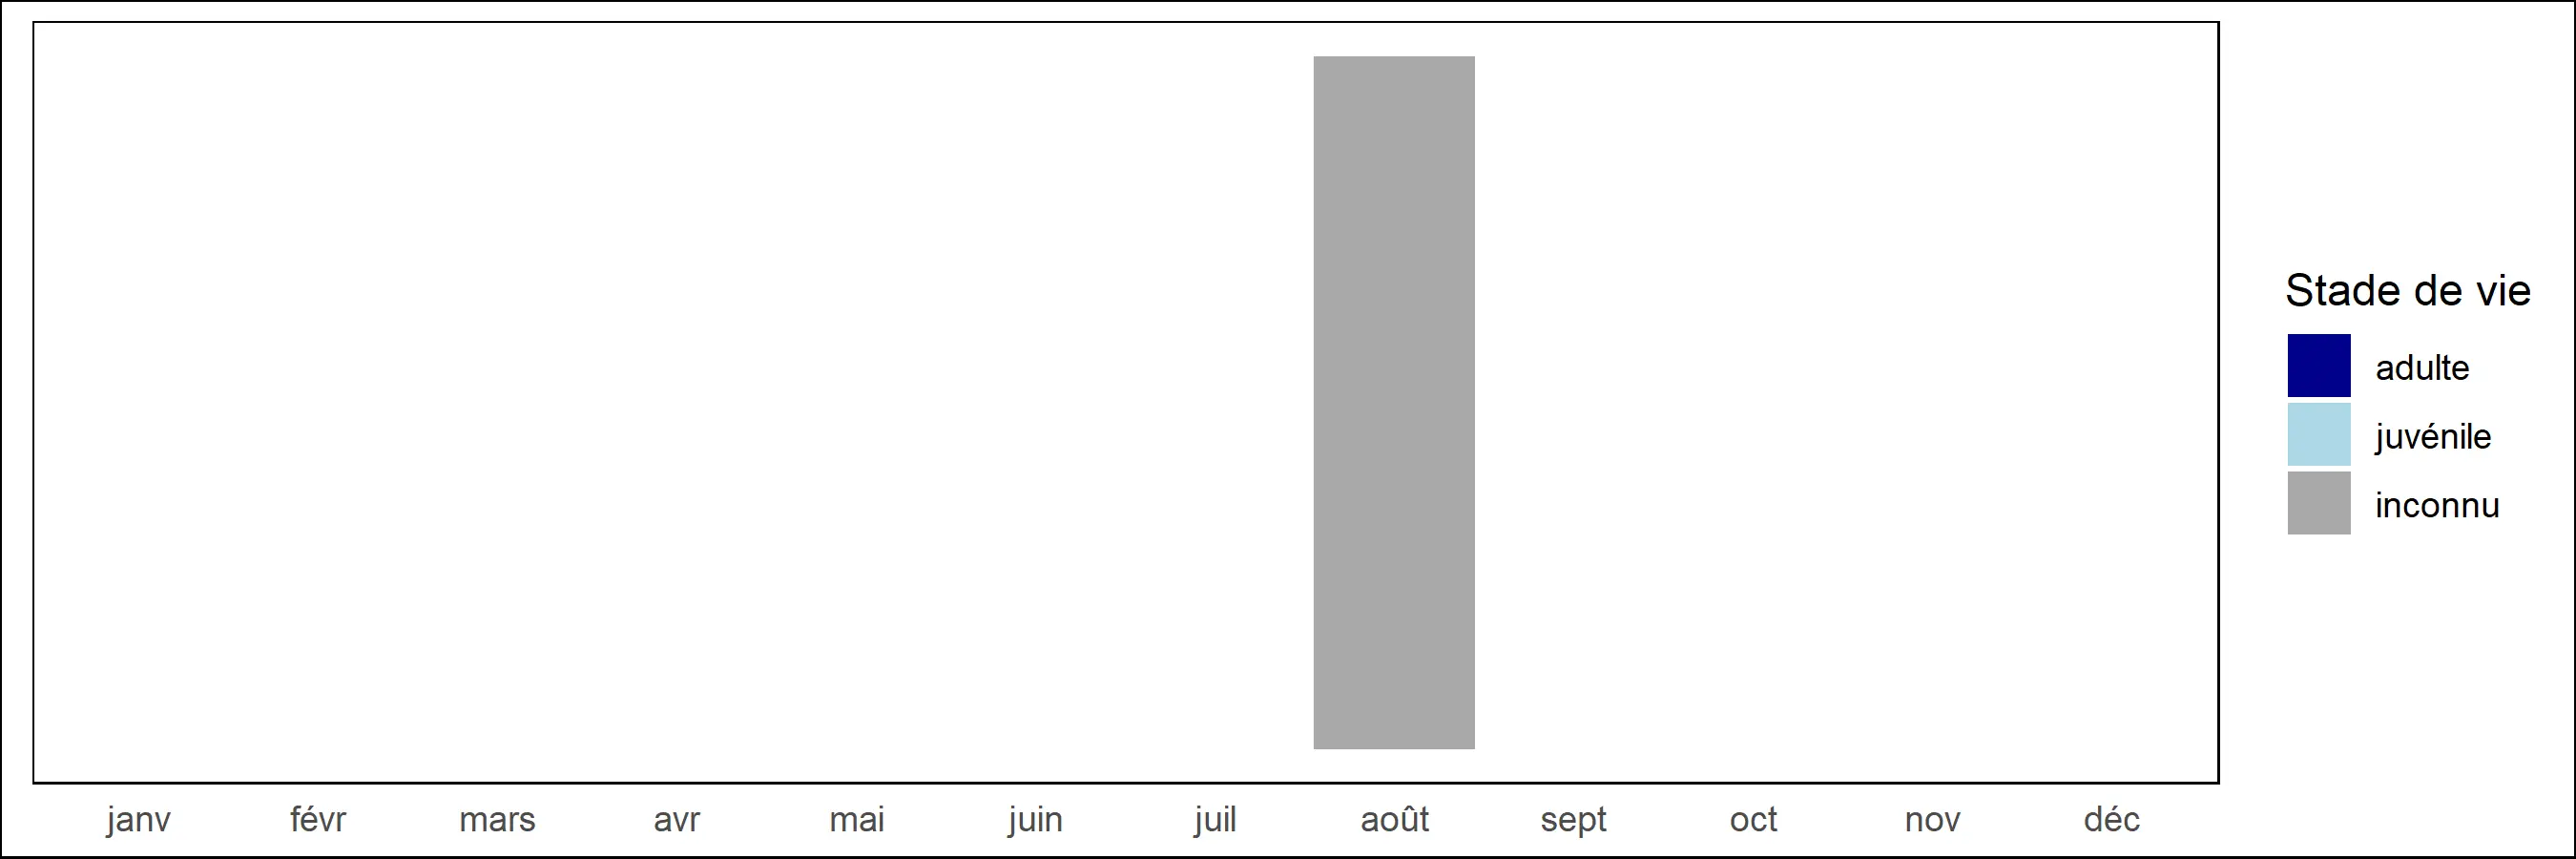 Stade de vie
adulte
juvénile
inconnu
janv févr mars avr mai juin juil août sept oct nov déc